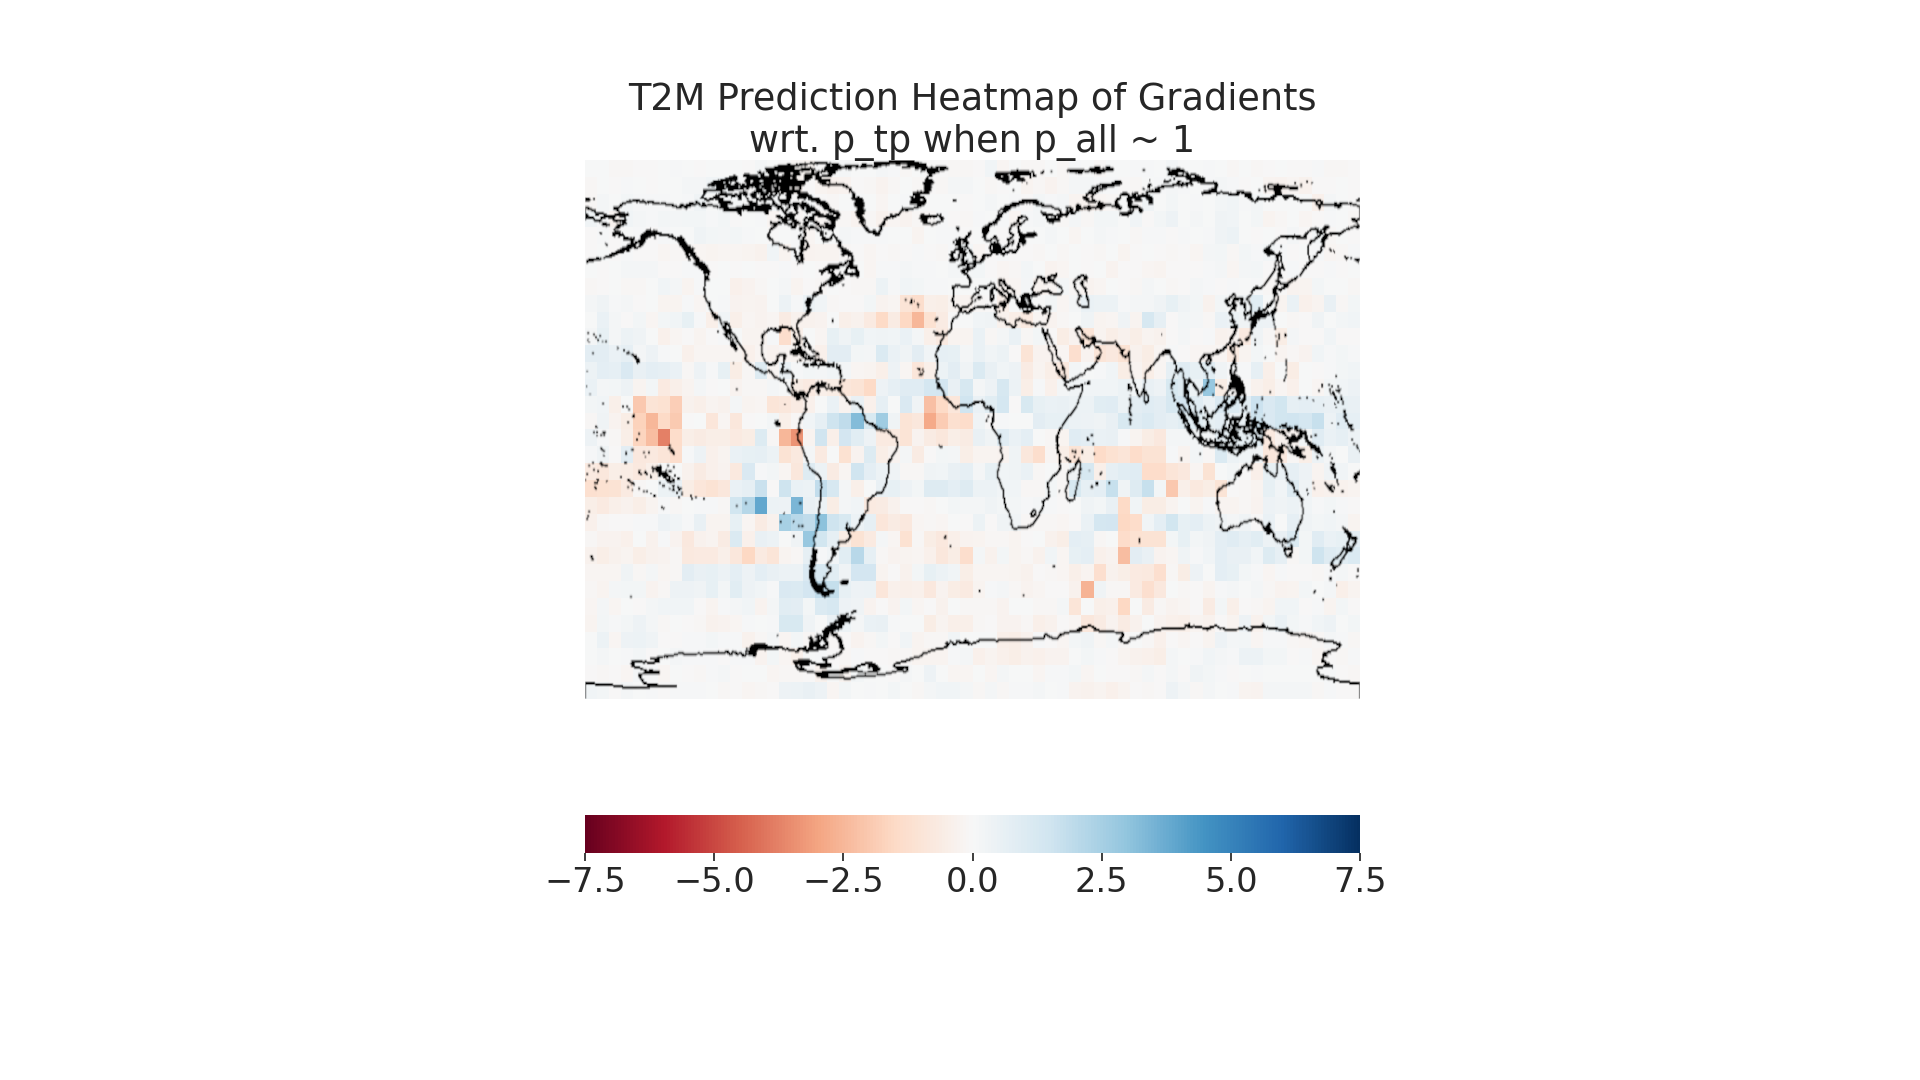 T2M Prediction Heatmap of Gradients
wrt. p_tp when p_all ~ 1
−7.5 −5.0 −2.5 0.0 2.5 5.0 7.5